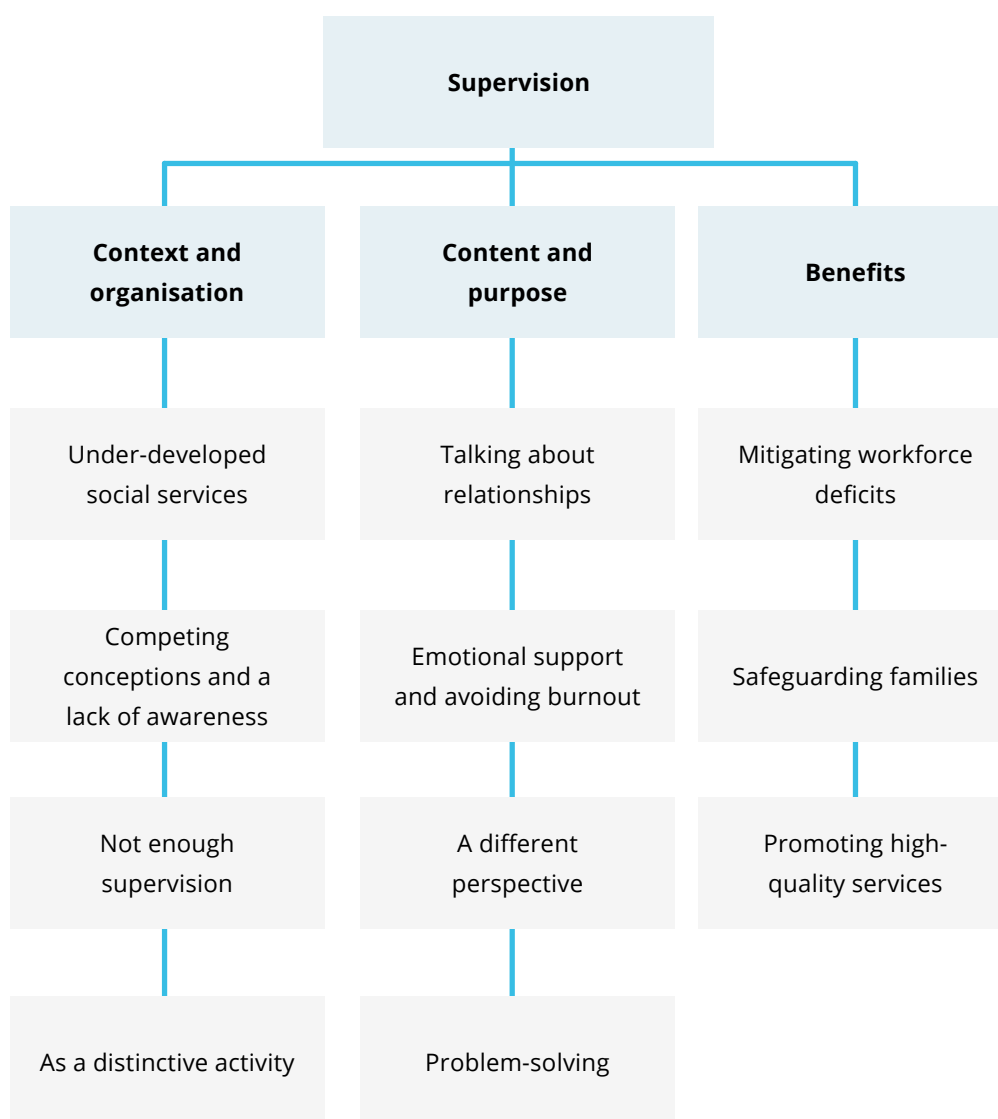 Supervision
Context and
organisation
Content and
purpose
Benefits
Under-developed
social services
Talking about
relationships
Mitigating workforce
deficits
Competing
conceptions and a
lack of awareness
Emotional support
and avoiding burnout
Safeguarding families
Not enough
supervision
A different
perspective
Promoting high-
quality services
As a distinctive activity
Problem-solving